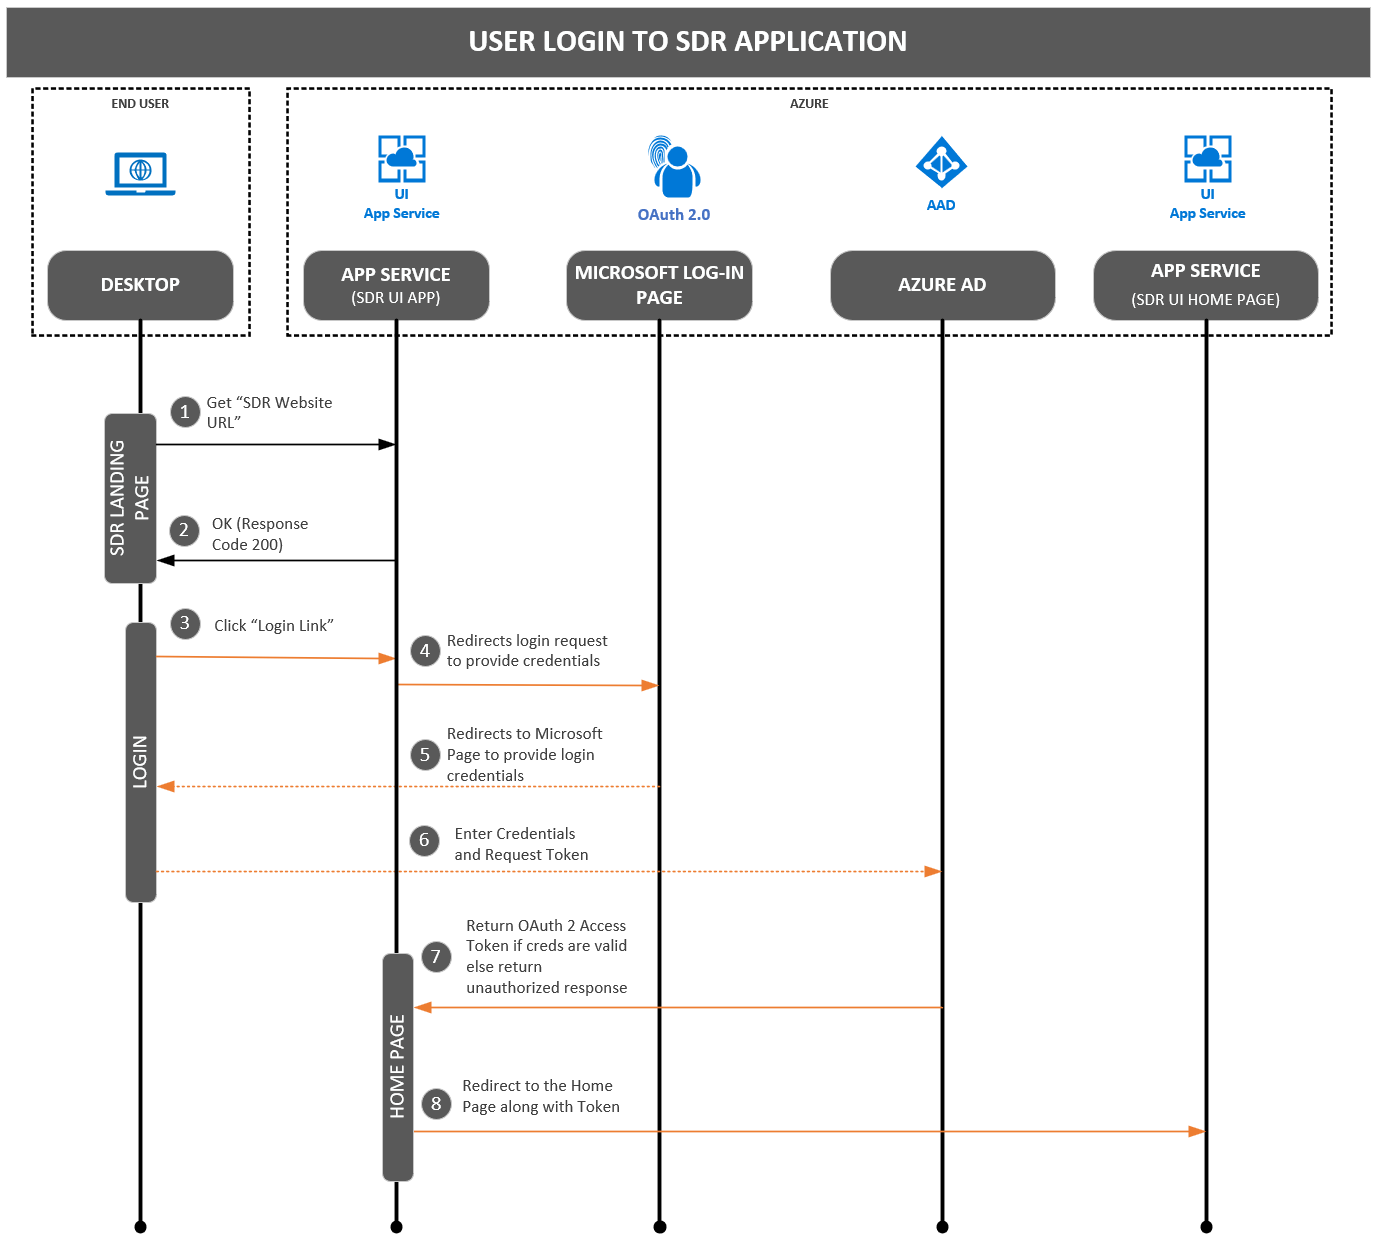 USER LOGIN TO SDR APPLICATION
END USER
AZURE
UI
App Service
OAuth 2.0
AAD
UI
App Service
DESKTOP
APP SERVICE
(SDR UI APP)
MICROSOFT LOG-IN
PAGE
AZURE AD
APP SERVICE
(SDR UI HOME PAGE)
1
Get “SDR Website
URL”
SDR LANDING
PAGE
2
OK (Response
Code 200)
3
Click “Login Link”
4
Redirects login request
to provide credentials
LOGIN
5
Redirects to Microsoft
Page to provide login
credentials
6
Enter Credentials
and Request Token
7
Return OAuth 2 Access
Token if creds are valid
else return
unauthorized response
HOME PAGE
8
Redirect to the Home
Page along with Token